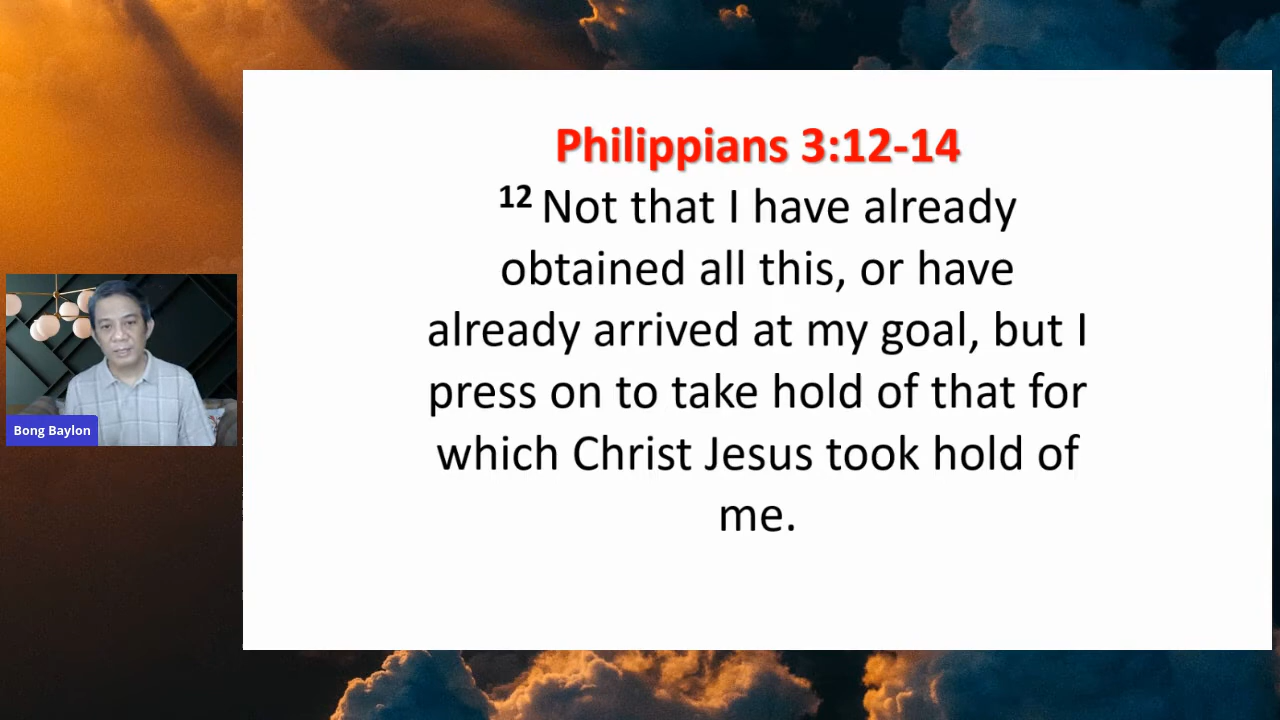 Philippians 3:12-14
12 Not that I have already
obtained all this, or have
already arrived at my goal, but I
press on to take hold of that for
which Christ Jesus took hold of
me.
Bong Baylon